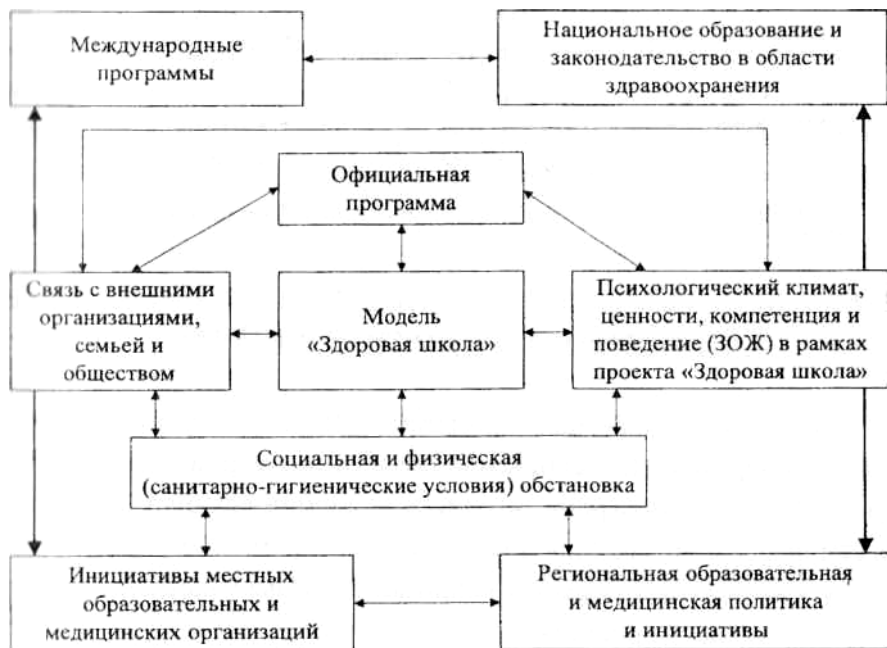 Международные
программы
Национальное образование и
законодательство в области
здравоохранения
Официальная
программа
Связь с внешними
организациями,
семьей и
обществом
Модель
«Здоровая школа»
Психологический климат,
ценности, компетенция и
поведение (ЗОЖ) в рамках
проекта «Здоровая школа»
Социальная и физическая
(санитарно-гигиенические условия) обстановка
Инициативы местных
образовательных и
медицинских организаций
Региональная образовательная
и медицинская политика
и инициативы